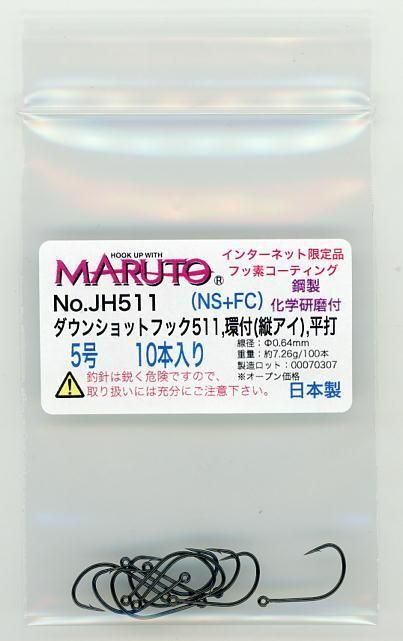 HOOK UP WITH
MARUTO®
インターネット限定品
フッ素コーティング
鋼製
No.JH511 (NS+FC) 化学研磨付
ダウンショットフック511,環付(縦アイ),平打
5号 10本入り
線径：Φ0.64mm
重量：約7.26g/100本
製造ロット：00070307
※オープン価格
釣針は鋭く危険ですので、
取り扱いには充分にご注意下さい。
日本製